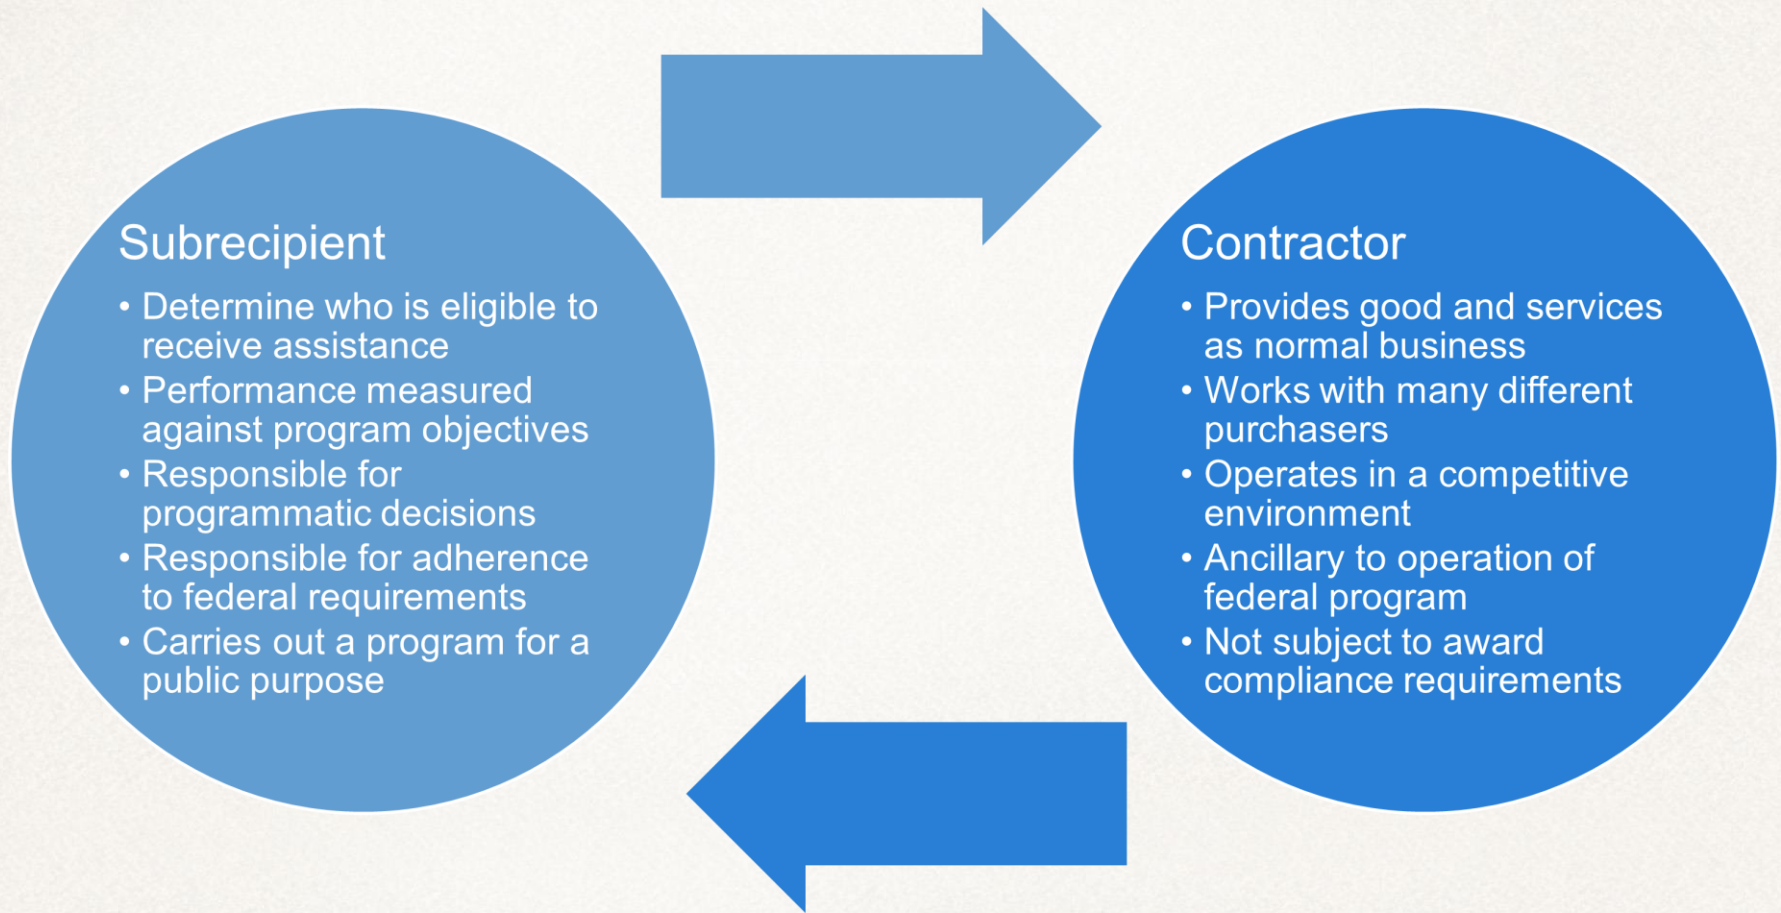 Subrecipient
• Determine who is eligible to
receive assistance
• Performance measured
against program objectives
• Responsible for
programmatic decisions
• Responsible for adherence
to federal requirements
• Carries out a program for a
public purpose
Contractor
• Provides good and services
as normal business
• Works with many different
purchasers
• Operates in a competitive
environment
• Ancillary to operation of
federal program
• Not subject to award
compliance requirements